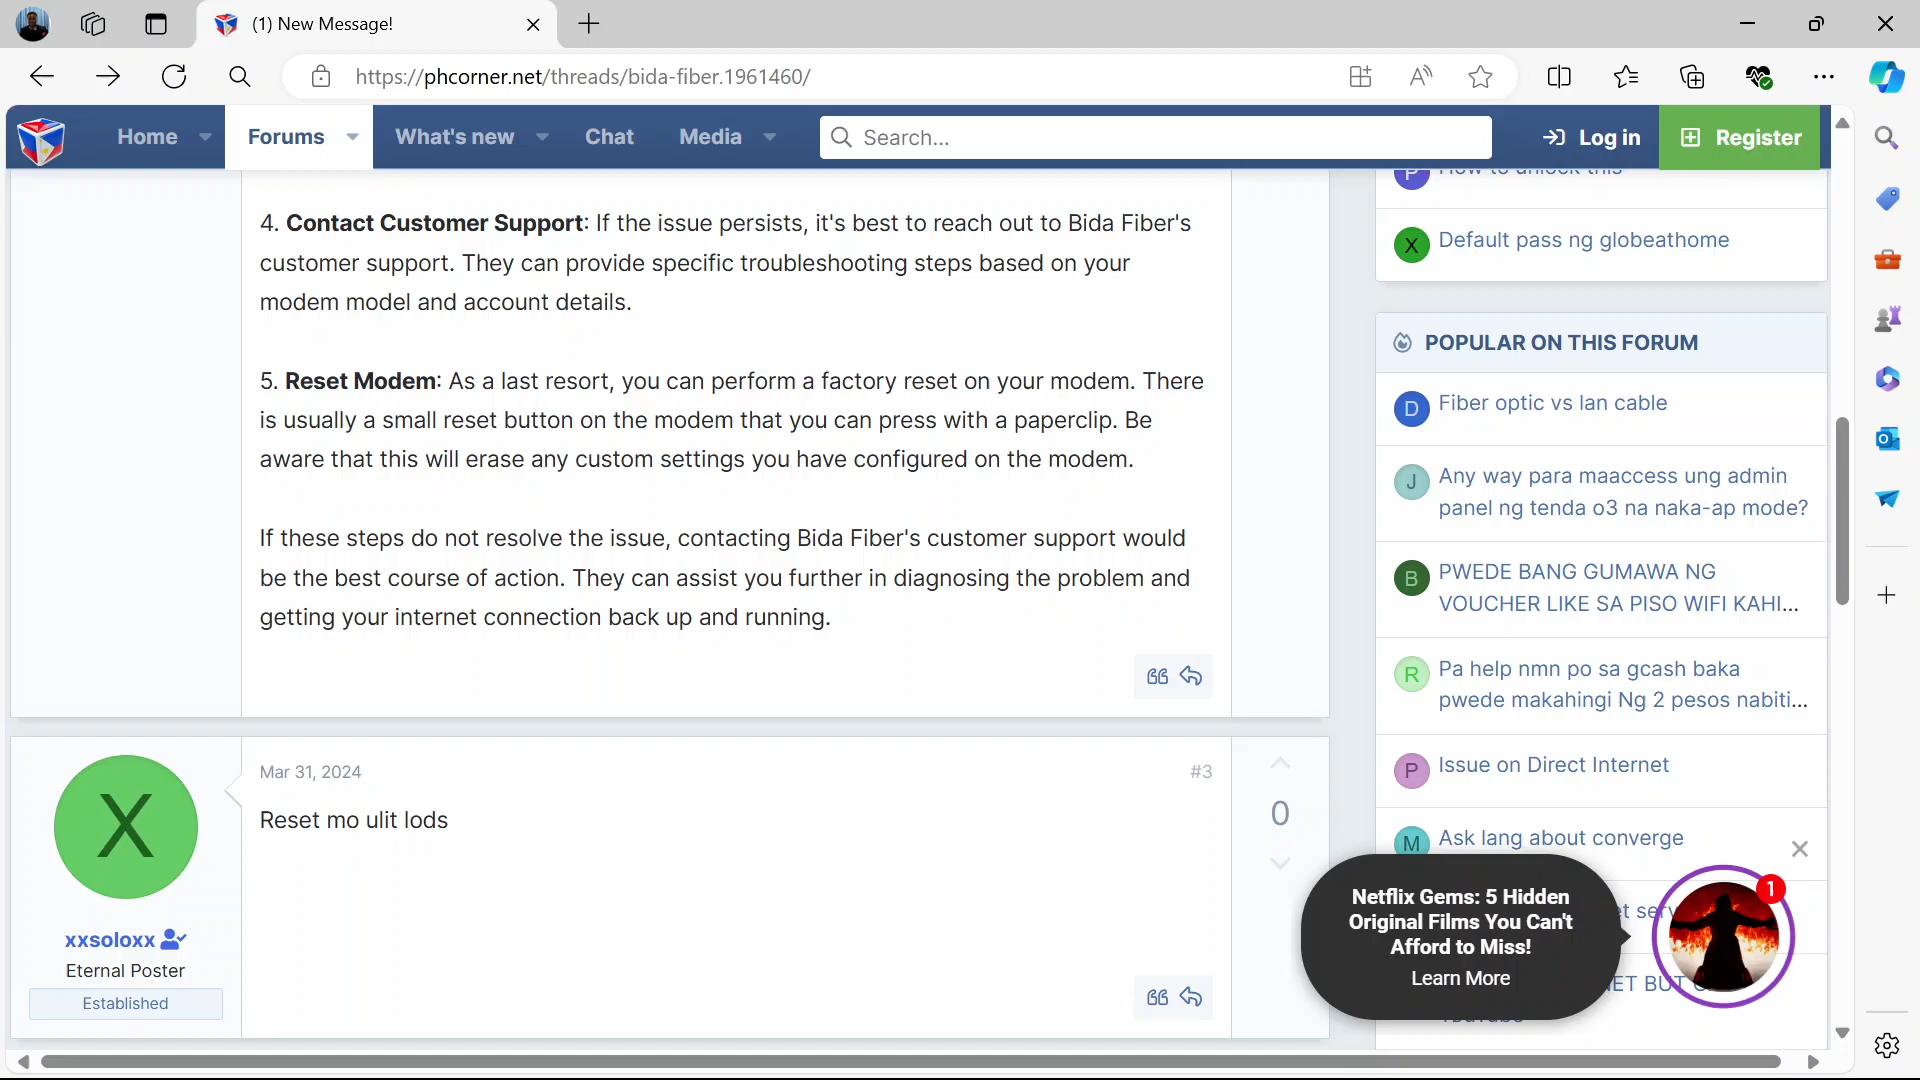 (1) New Message!
https://phcorner.net/threads/bida-fiber.1961460/
Home Forums What's new Chat Media Search... Log in Register
4. Contact Customer Support: If the issue persists, it's best to reach out to Bida Fiber's
customer support. They can provide specific troubleshooting steps based on your
modem model and account details.
5. Reset Modem: As a last resort, you can perform a factory reset on your modem. There
is usually a small reset button on the modem that you can press with a paperclip. Be
aware that this will erase any custom settings you have configured on the modem.
If these steps do not resolve the issue, contacting Bida Fiber's customer support would
be the best course of action. They can assist you further in diagnosing the problem and
getting your internet connection back up and running.
X
xxsoloxx
Eternal Poster
Established
Mar 31, 2024
#3
Reset mo ulit lods
0
P How to unlock this
X Default pass ng globeathome
POPULAR ON THIS FORUM
D Fiber optic vs lan cable
J Any way para maaccess ung admin
panel ng tenda o3 na naka-ap mode?
B PWEDE BANG GUMAWA NG
VOUCHER LIKE SA PISO WIFI KAHI...
R Pa help nmn po sa gcash baka
pwede makahingi Ng 2 pesos nabiti...
P Issue on Direct Internet
M Ask lang about converge
Netflix Gems: 5 Hidden
Original Films You Can't
Afford to Miss!
Learn More
1